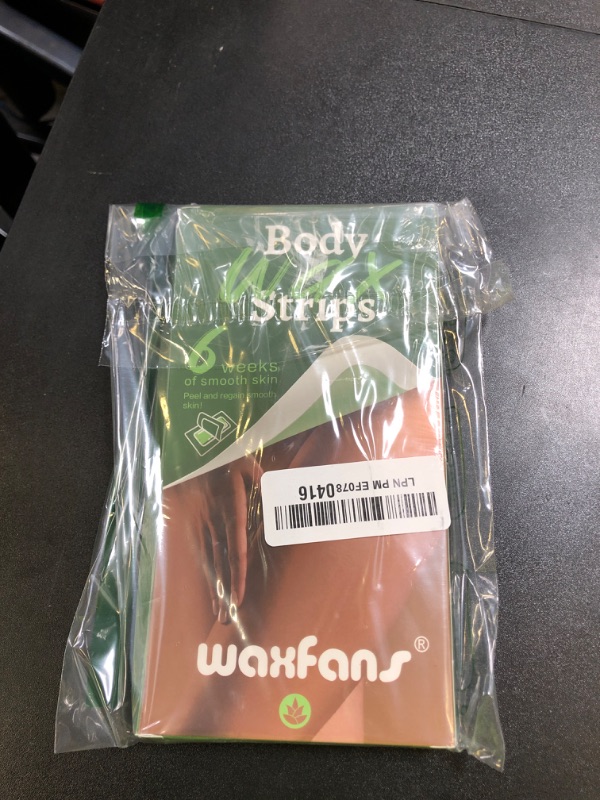 Body
Wax
Strips
6 weeks
of smooth skin
Peel and regain smooth
skin!
LPN PM EF0780416
waxfans®